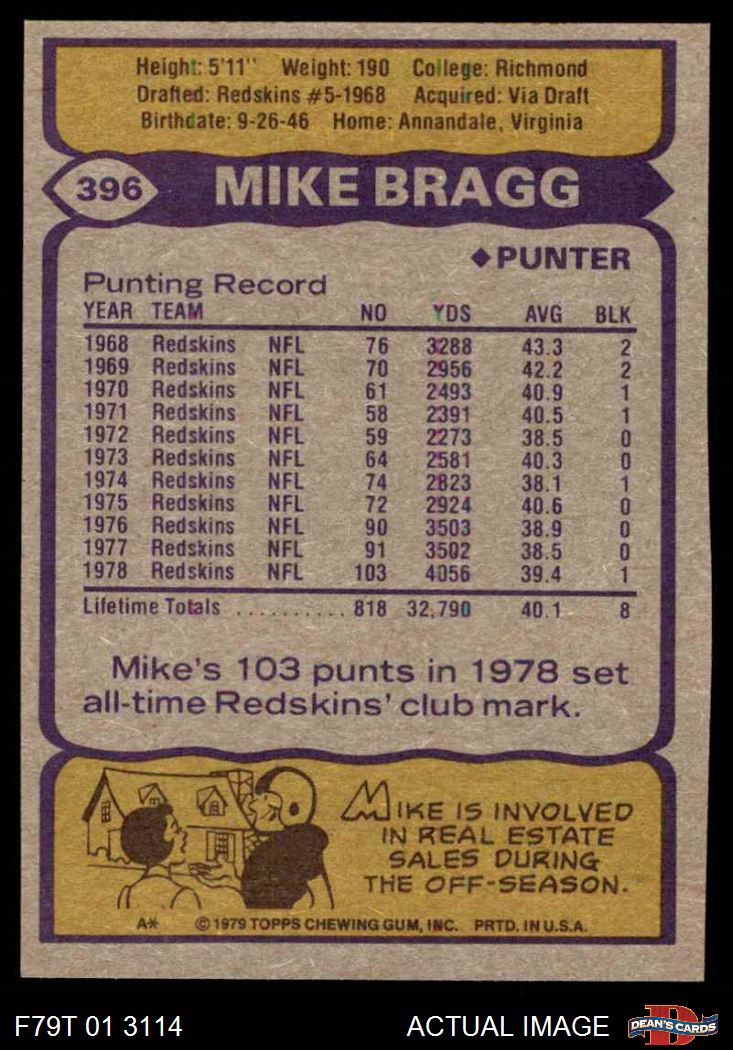 Height: 5'11" Weight: 190 College: Richmond
Drafted: Redskins #5-1968 Acquired: Via Draft
Birthdate: 9-26-46 Home: Annandale, Virginia
396 MIKE BRAGG
◆PUNTER
Punting Record
YEAR TEAM NO YDS AVG BLK
1968 Redskins NFL 76 3288 43.3 2
1969 Redskins NFL 70 2956 42.2 2
1970 Redskins NFL 61 2493 40.9 1
1971 Redskins NFL 58 2391 40.5 1
1972 Redskins NFL 59 2273 38.5 0
1973 Redskins NFL 64 2581 40.3 0
1974 Redskins NFL 74 2823 38.1 1
1975 Redskins NFL 72 2924 40.6 0
1976 Redskins NFL 90 3503 38.9 0
1977 Redskins NFL 91 3502 38.5 0
1978 Redskins NFL 103 4056 39.4 1
Lifetime Totals .......... 818 32,790 40.1 8
Mike's 103 punts in 1978 set
all-time Redskins' club mark.
MIKE IS INVOLVED
IN REAL ESTATE
SALES DURING
THE OFF-SEASON.
A* © 1979 TOPPS CHEWING GUM, INC. PRTD. IN U.S.A.
F79T 01 3114 ACTUAL IMAGE D DEAN'S CARDS